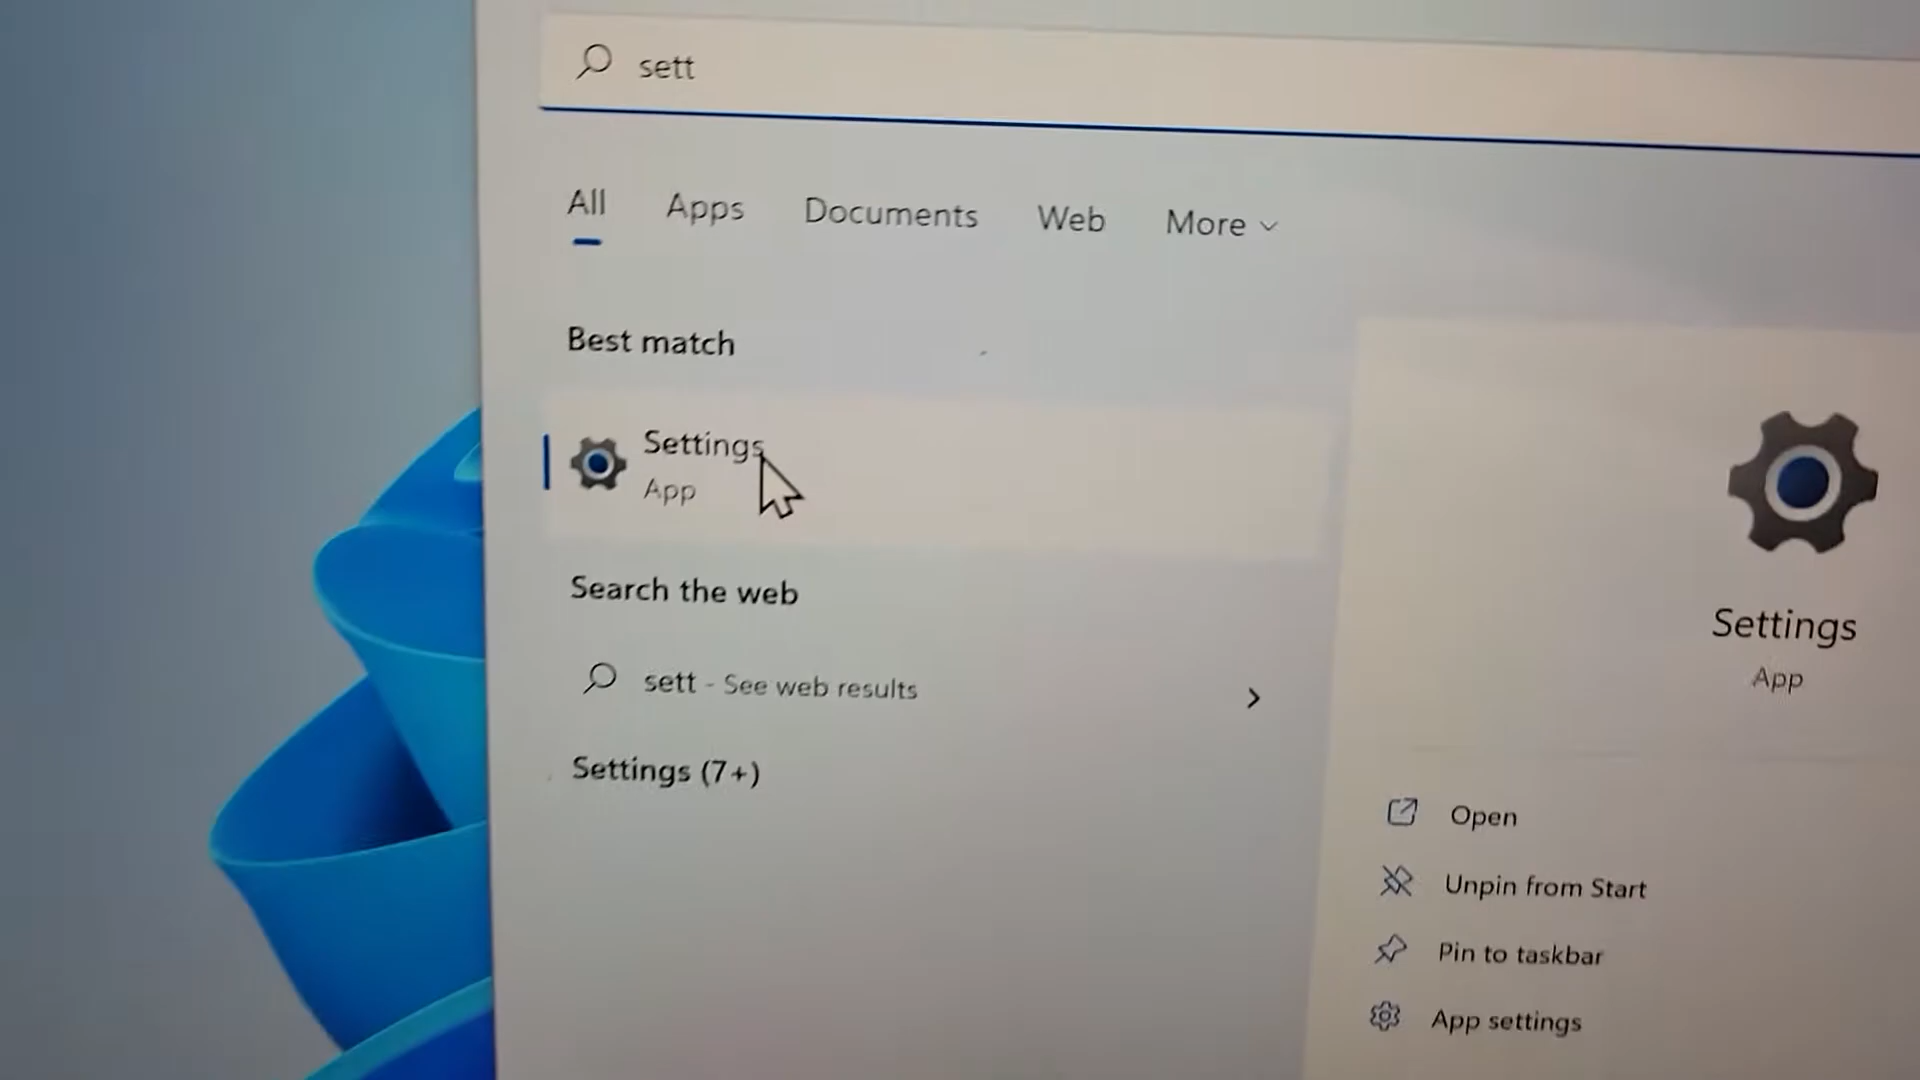 sett
All Apps Documents Web More
Best match
Settings
App
Search the web
sett - See web results
Settings (7+)
Settings
App
Open
Unpin from Start
Pin to taskbar
App settings